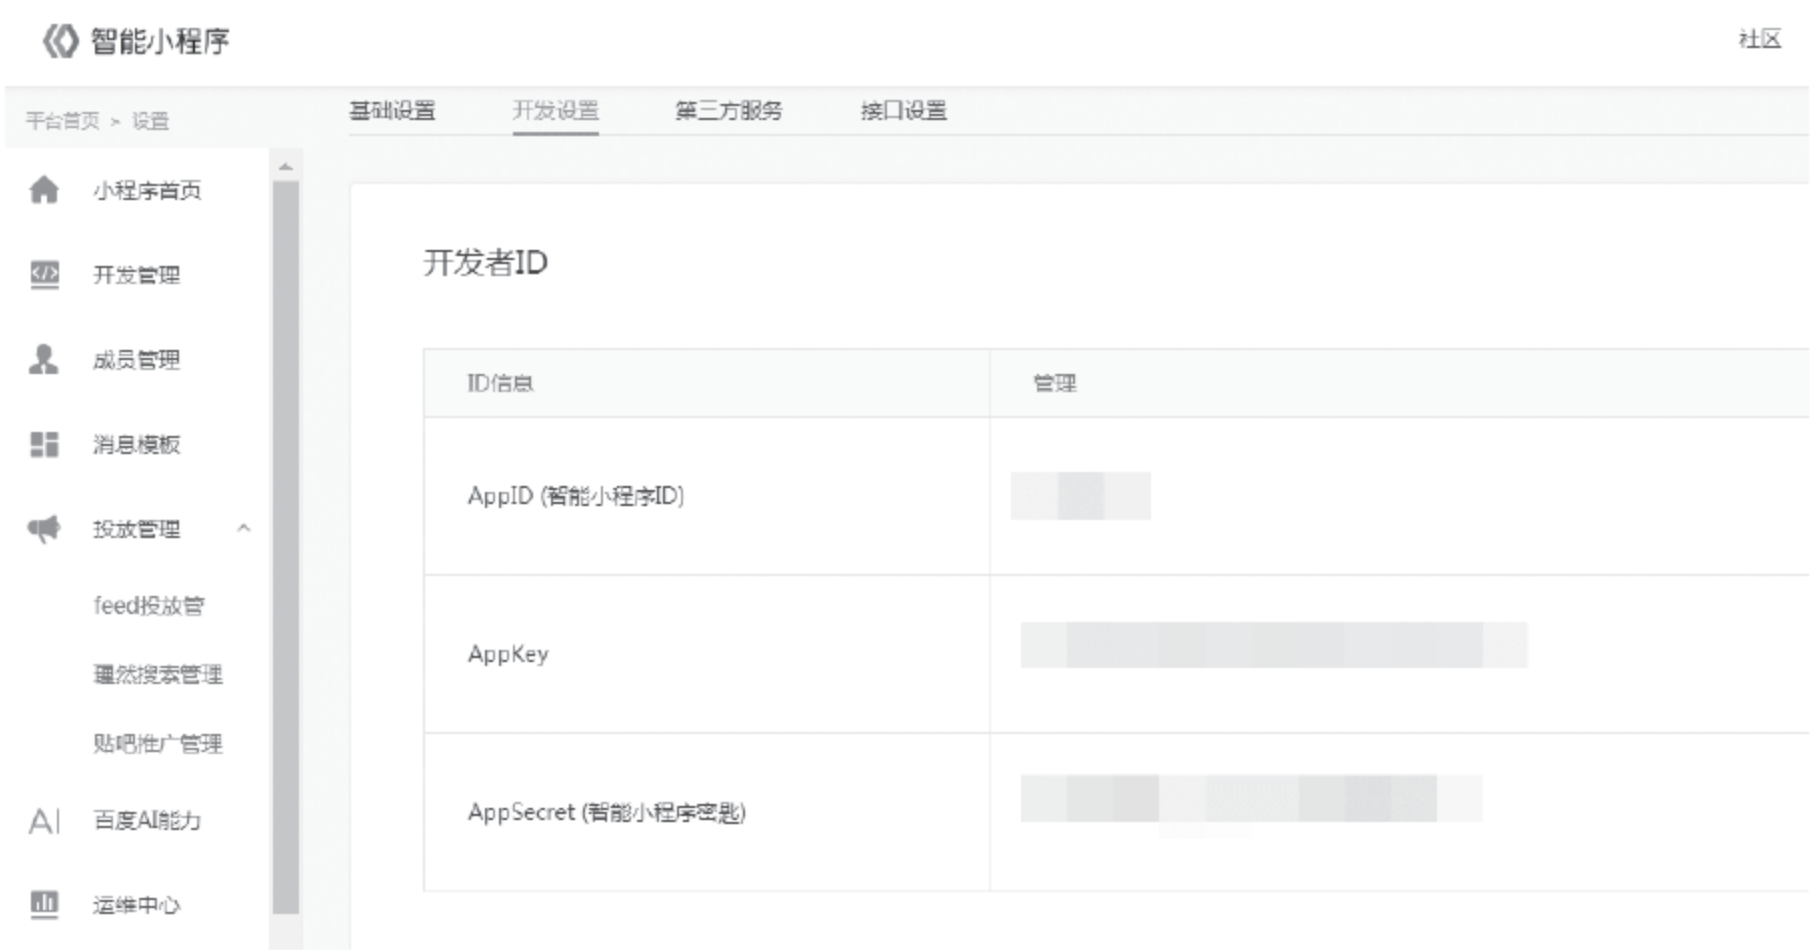 智能小程序
社区
平台首页 > 设置
基础设置
开发设置
第三方服务
接口设置
小程序首页
开发管理
成员管理
消息模板
投放管理
feed投放管
理然搜索管理
贴吧推广管理
AI
百度AI能力
运维中心
开发者ID
ID信息
管理
AppID (智能小程序ID)
AppKey
AppSecret (智能小程序密匙)